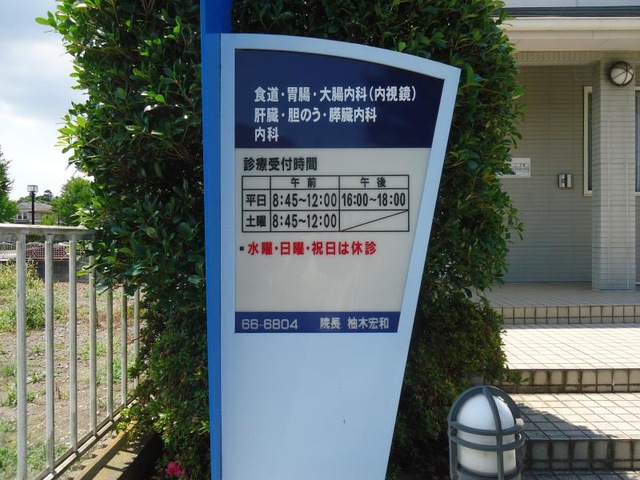 食道・胃腸・大腸内科(内視鏡)
肝臓・胆のう・膵臓内科
内科
診療受付時間
午前 午後
平日 8:45~12:00 16:00~18:00
土曜 8:45~12:00
▪水曜・日曜・祝日は休診
66-6804 院長 柚木宏和